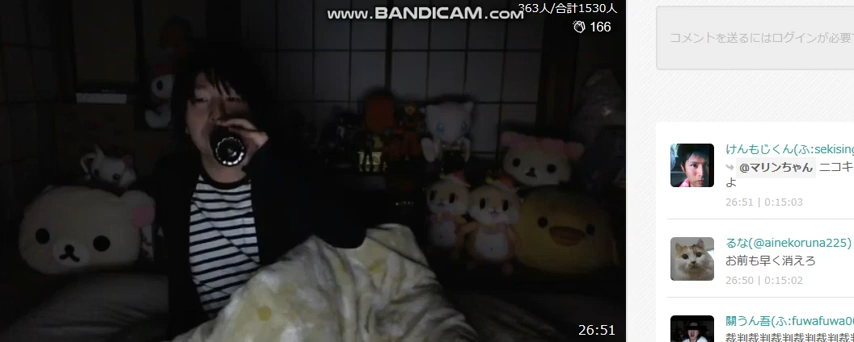 www.BANDICAM.com
363人/合計1530人
166
26:51
コメントを送るにはログインが必要
けんもじくん(ふ:sekising
@マリンちゃん ニコキ
よ
26:51 | 0:15:03
るな(@ainekoruna225)
お前も早く消えろ
26:50 | 0:15:02
關うん吾(ふ:fuwafuwa0
裁判裁判裁判裁判裁判裁判